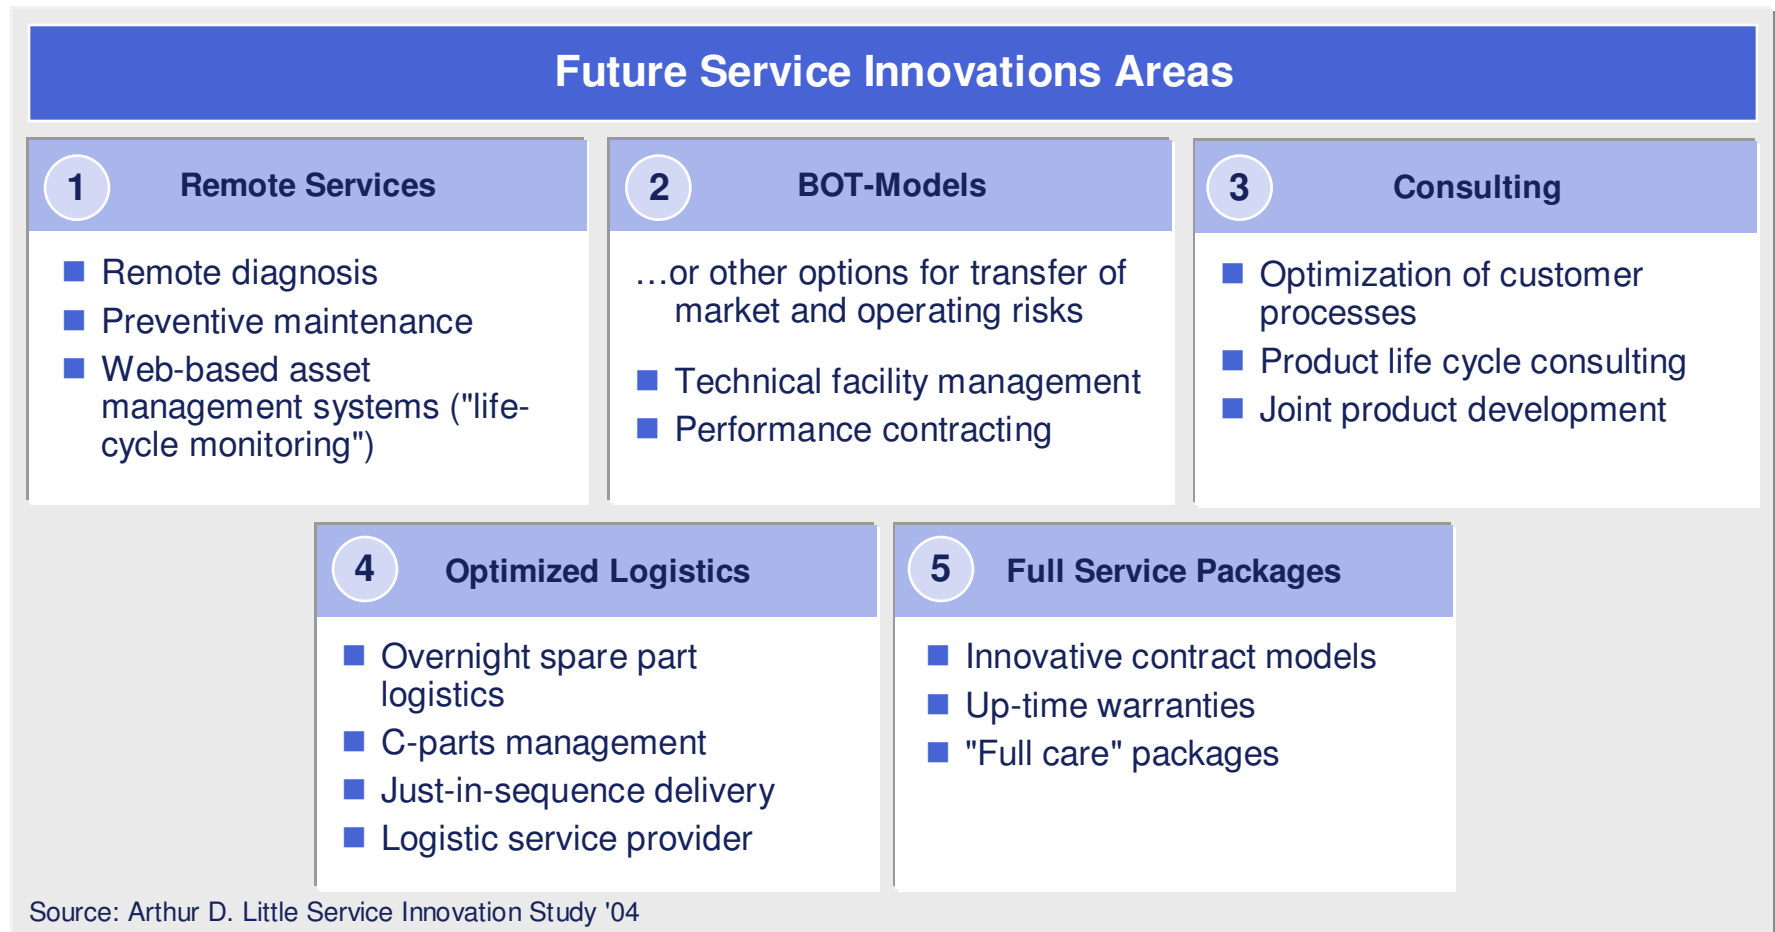 Future Service Innovations Areas
1
Remote Services
Remote diagnosis
Preventive maintenance
Web-based asset
management systems ("life-
cycle monitoring")
2
BOT-Models
…or other options for transfer of
market and operating risks
Technical facility management
Performance contracting
3
Consulting
Optimization of customer
processes
Product life cycle consulting
Joint product development
4
Optimized Logistics
Overnight spare part
logistics
C-parts management
Just-in-sequence delivery
Logistic service provider
5
Full Service Packages
Innovative contract models
Up-time warranties
"Full care" packages
Source: Arthur D. Little Service Innovation Study '04